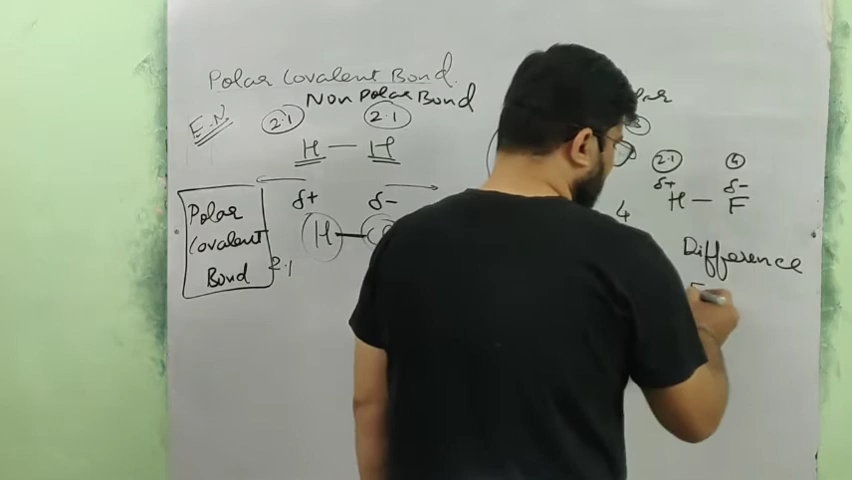 Polar Covalent Bond.
Non Polar Bond
E.N
2.1 2.1
H — H
δ+ δ-
H —
2.1
Polar
Covalent
Bond
4
2.1 4
δ+ δ-
H — F
Difference